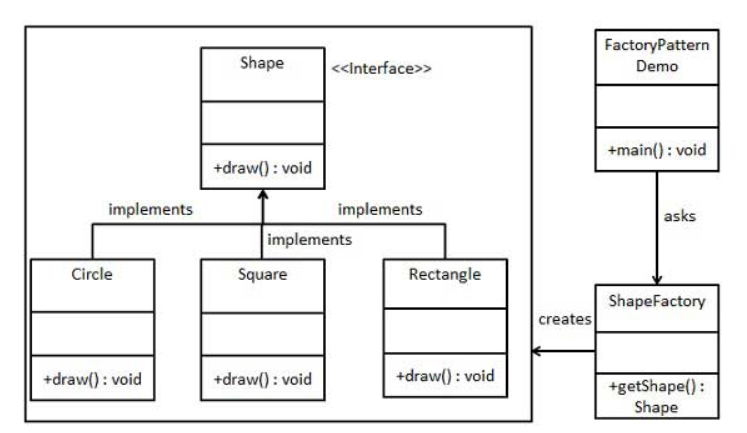 Shape
<<Interface>>
+draw() : void
FactoryPattern
Demo
+main() : void
implements
implements
implements
asks
Circle
+draw() : void
Square
+draw() : void
Rectangle
+draw() : void
creates
ShapeFactory
+getShape() :
Shape